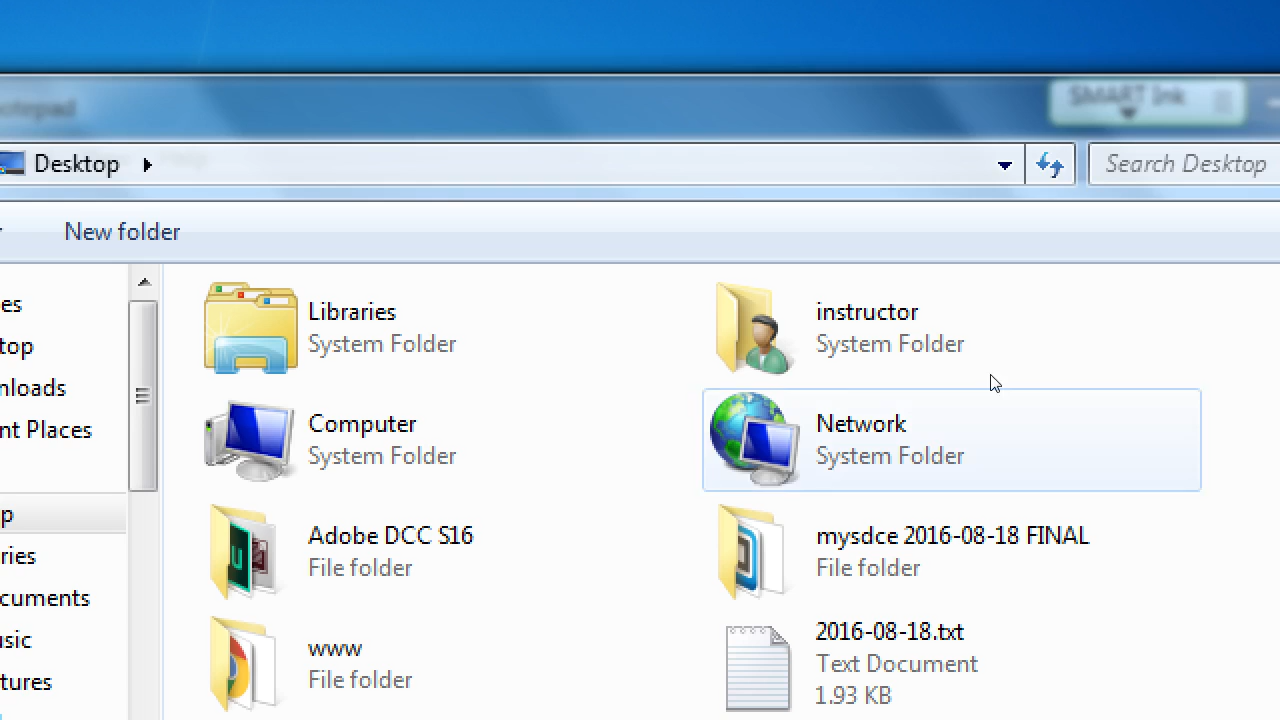 otepad
SMART Ink
Desktop
Search Desktop
New folder
es
top
nloads
nt Places
p
ries
cuments
usic
tures
Libraries
System Folder
instructor
System Folder
Computer
System Folder
Network
System Folder
Adobe DCC S16
File folder
mysdce 2016-08-18 FINAL
File folder
www
File folder
2016-08-18.txt
Text Document
1.93 KB